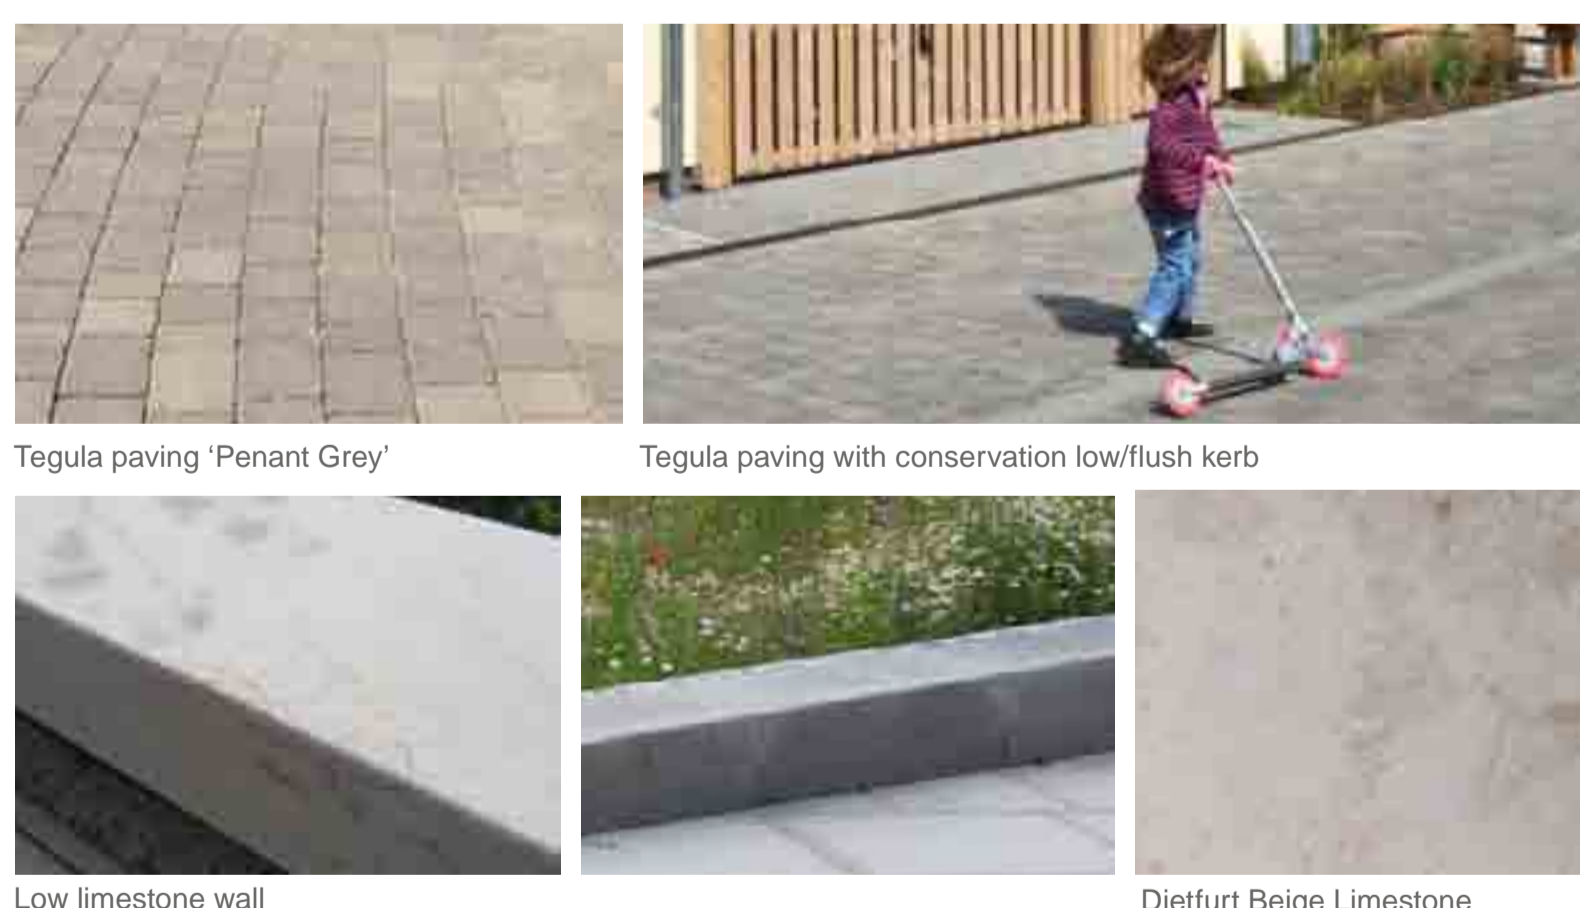 Tegula paving ‘Penant Grey’
Tegula paving with conservation low/flush kerb
Low limestone wall
Dietfurt Beige Limestone